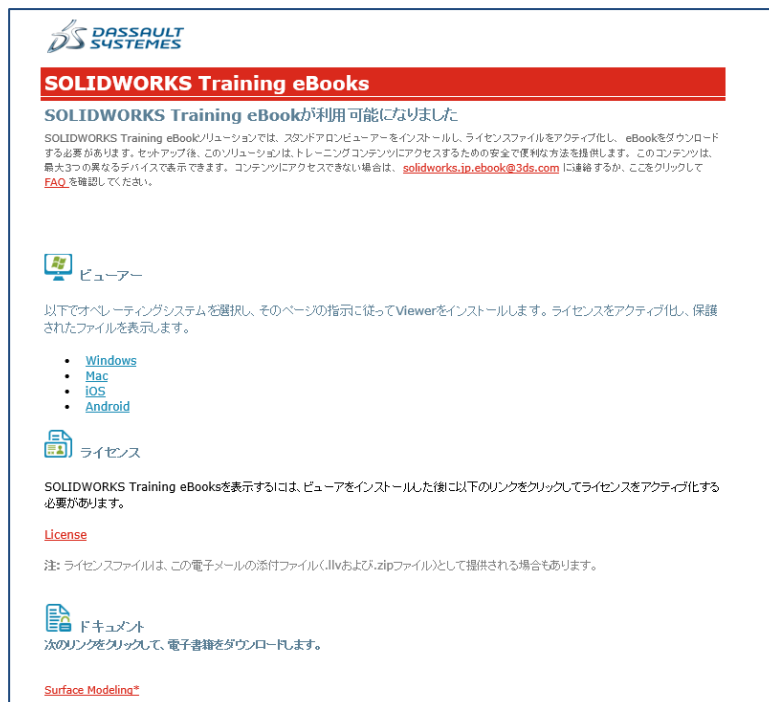 DASSAULT
SYSTEMES
SOLIDWORKS Training eBooks
SOLIDWORKS Training eBookが利用可能になりました
SOLIDWORKS Training eBookソリューションでは、スタンドアロンビューアーをインストールし、ライセンスファイルをアクティブ化し、 eBookをダウンロード
する必要があります。セットアップ後、このソリューションは、トレーニングコンテンツにアクセスするための安全で便利な方法を提供します。このコンテンツは、
最大3つの異なるデバイスで表示できます。コンテンツにアクセスできない場合は、 solidworks.jp.ebook@3ds.com に連絡するか、ここをクリックして
FAQ を確認してください。
ビューアー
以下でオペレーティングシステムを選択し、そのページの指示に従ってViewerをインストールします。ライセンスをアクティブ化し、保護
されたファイルを表示します。
• Windows
• Mac
• iOS
• Android
ライセンス
SOLIDWORKS Training eBooksを表示するには、ビューアをインストールした後に以下のリンクをクリックしてライセンスをアクティブ化する
必要があります。
License
注: ライセンスファイルは、この電子メールの添付ファイル(.llvおよび.zipファイル)として提供される場合もあります。
ドキュメント
次のリンクをクリックして、電子書籍をダウンロードします。
Surface Modeling*